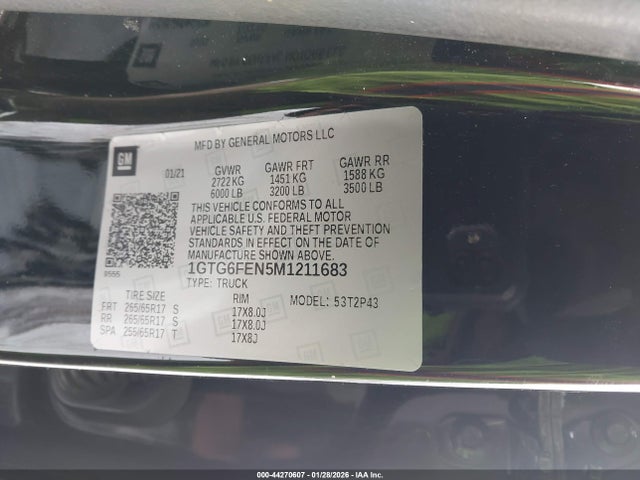 MFD BY GENERAL MOTORS LLC
GM
01/21
GVWR GAWR FRT GAWR RR
2722 KG 1451 KG 1588 KG
6000 LB 3200 LB 3500 LB
THIS VEHICLE CONFORMS TO ALL
APPLICABLE U.S. FEDERAL MOTOR
VEHICLE SAFETY AND THEFT PREVENTION
STANDARDS IN EFFECT ON THE DATE OF
MANUFACTURE SHOWN ABOVE.
9555
1GTG6FEN5M1211683
TYPE: TRUCK
TIRE SIZE RIM MODEL: 53T2P43
FRT 265/65R17 S 17X8.0J
RR 265/65R17 S 17X8.0J
SPA 255/65R17 T 17X8J
000-44270607 - 01/28/2026 - IAA Inc.